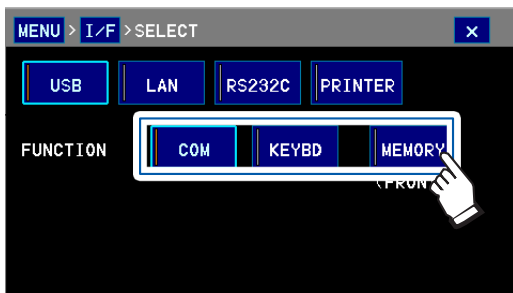 MENU > I/F >SELECT x
USB LAN RS232C PRINTER
FUNCTION COM KEYBD MEMORY